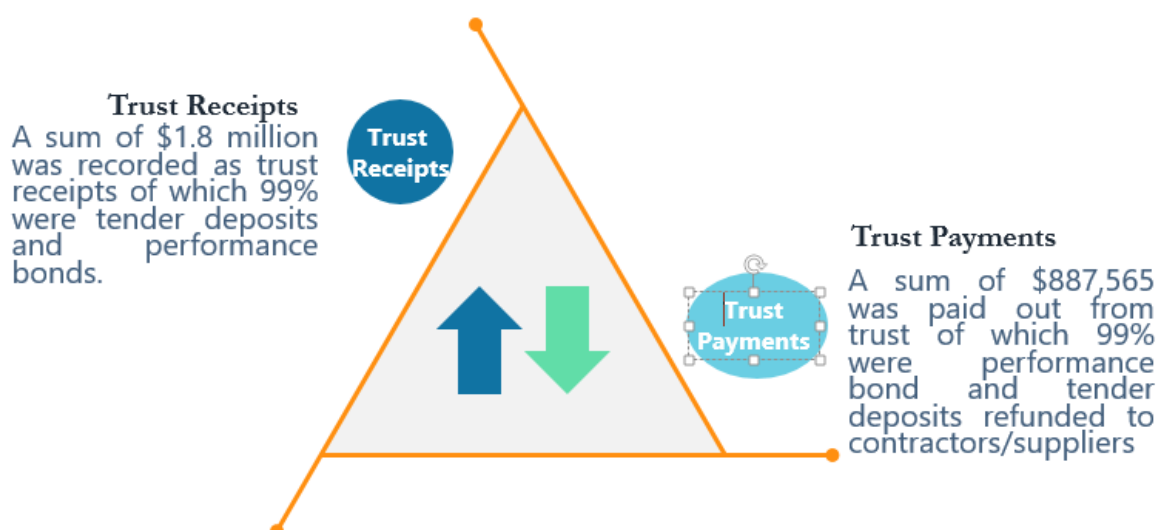 Trust Receipts
A sum of $1.8 million
was recorded as trust
receipts of which 99%
were tender deposits
and performance
bonds.
Trust
Receipts
Trust Payments
A sum of $887,565
was paid out from
trust of which 99%
were performance
bond and tender
deposits refunded to
contractors/suppliers
Trust
Payments